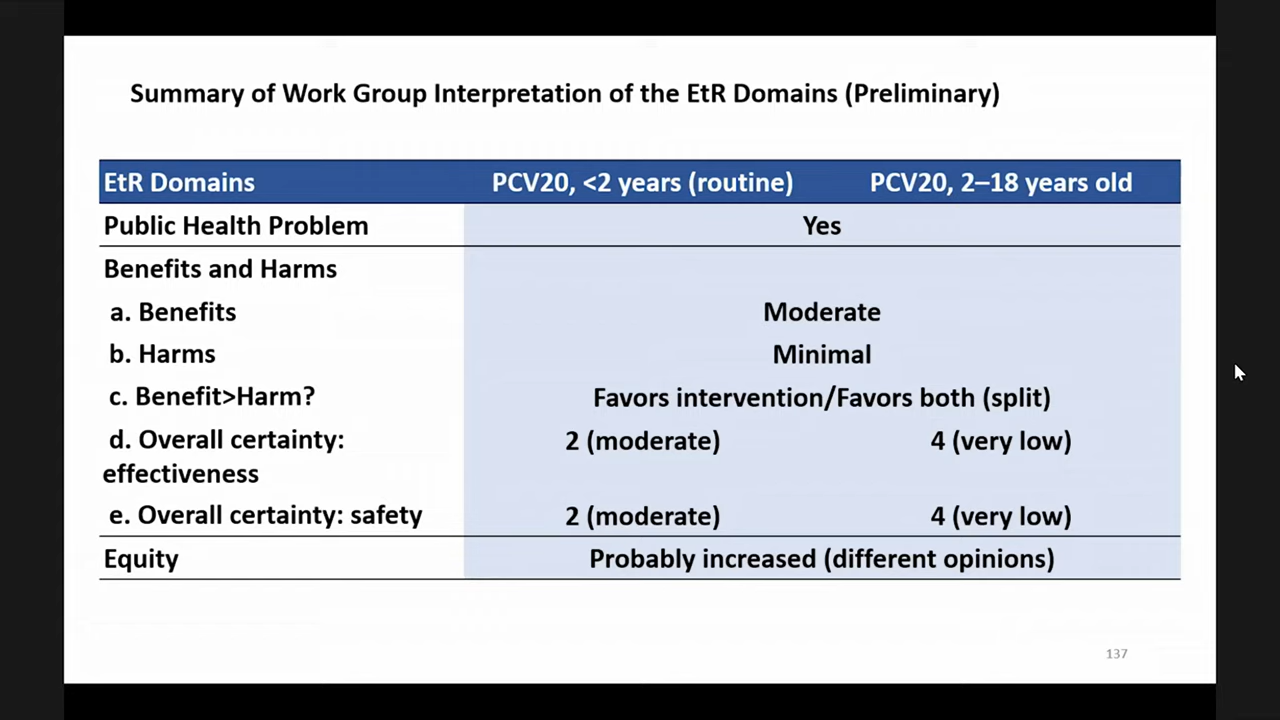 Summary of Work Group Interpretation of the EtR Domains (Preliminary)
EtR Domains PCV20, <2 years (routine) PCV20, 2–18 years old
Public Health Problem Yes
Benefits and Harms
a. Benefits Moderate
b. Harms Minimal
c. Benefit>Harm? Favors intervention/Favors both (split)
d. Overall certainty: 2 (moderate) 4 (very low)
effectiveness
e. Overall certainty: safety 2 (moderate) 4 (very low)
Equity Probably increased (different opinions)
137